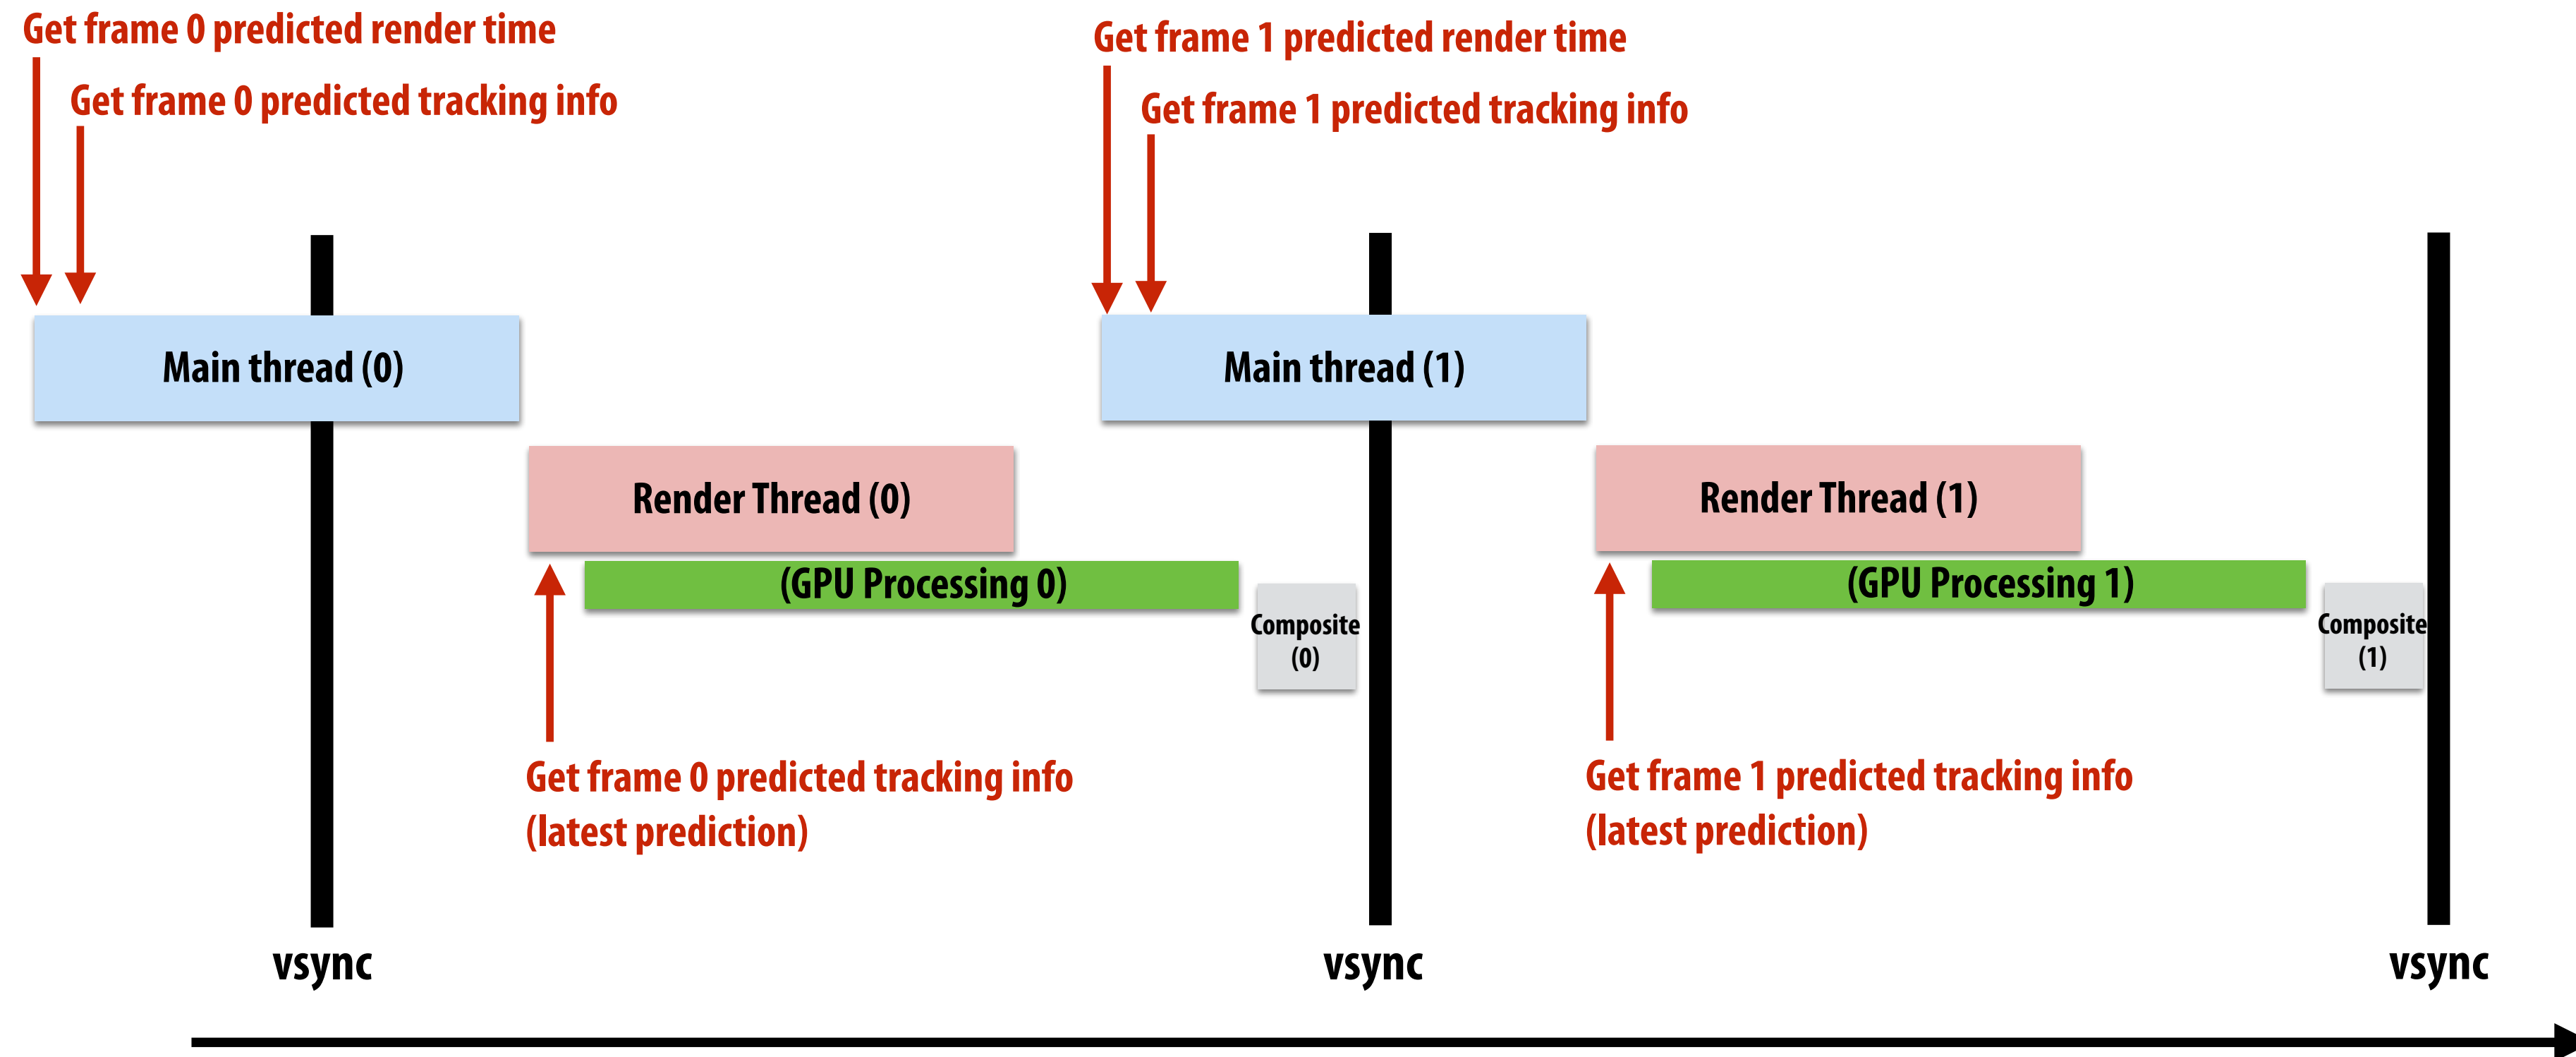 Get frame 0 predicted render time
Get frame 0 predicted tracking info
Get frame 1 predicted render time
Get frame 1 predicted tracking info
Main thread (0)
Main thread (1)
Render Thread (0)
Render Thread (1)
(GPU Processing 0)
(GPU Processing 1)
Composite
(0)
Composite
(1)
Get frame 0 predicted tracking info
(latest prediction)
Get frame 1 predicted tracking info
(latest prediction)
vsync
vsync
vsync